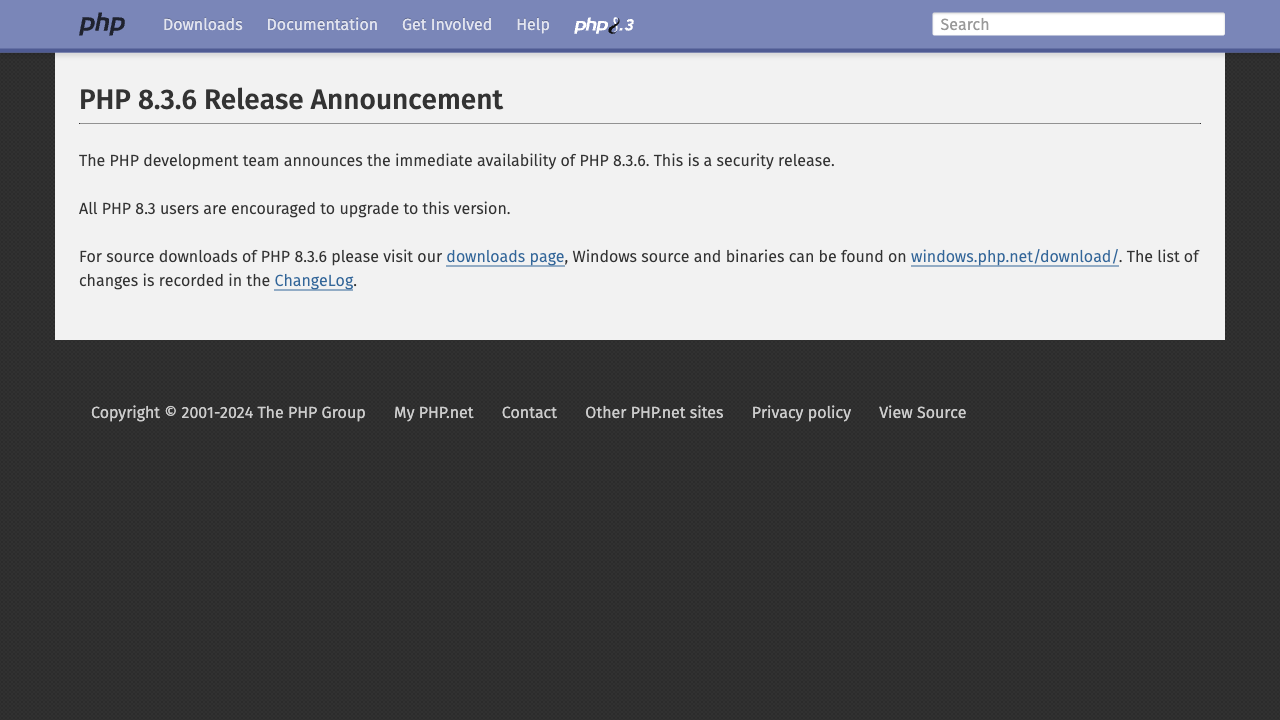 php Downloads Documentation Get Involved Help php8.3 Search
PHP 8.3.6 Release Announcement
The PHP development team announces the immediate availability of PHP 8.3.6. This is a security release.
All PHP 8.3 users are encouraged to upgrade to this version.
For source downloads of PHP 8.3.6 please visit our downloads page, Windows source and binaries can be found on windows.php.net/download/. The list of
changes is recorded in the ChangeLog.
Copyright © 2001-2024 The PHP Group My PHP.net Contact Other PHP.net sites Privacy policy View Source